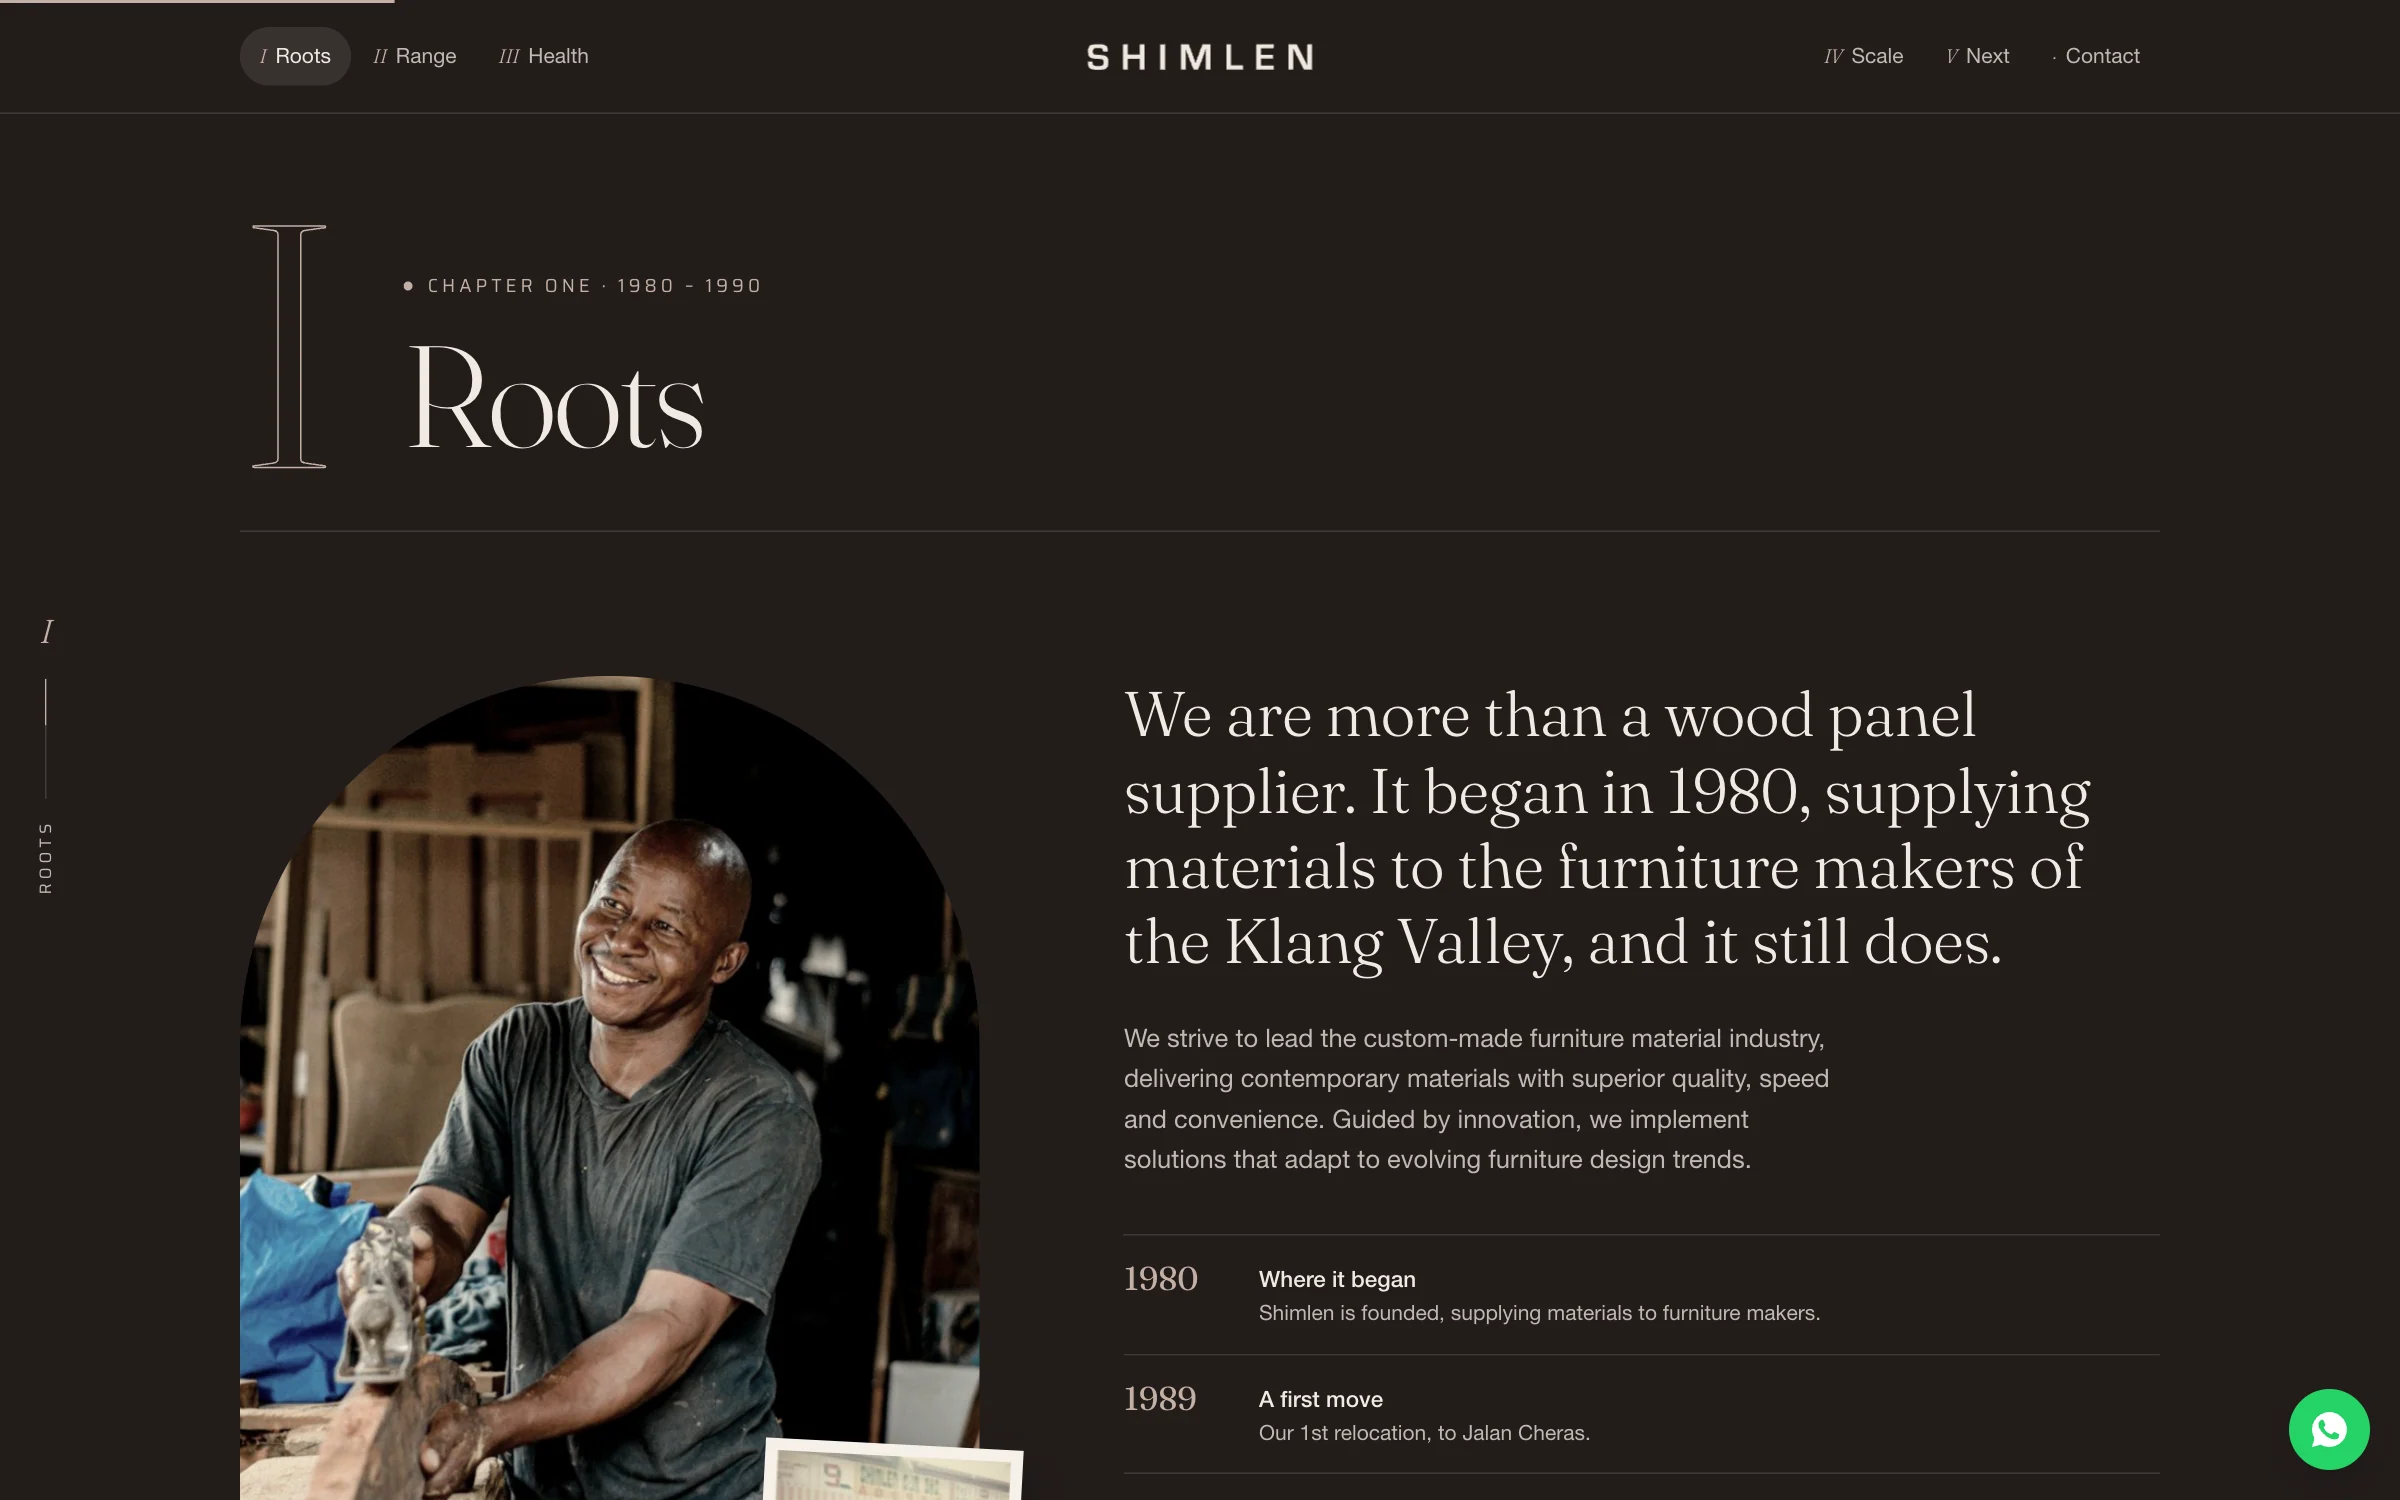 I Roots II Range III Health SHIMLEN IV Scale V Next · Contact
I
• CHAPTER ONE · 1980 – 1990
Roots
I
ROOTS
We are more than a wood panel
supplier. It began in 1980, supplying
materials to the furniture makers of
the Klang Valley, and it still does.
We strive to lead the custom-made furniture material industry,
delivering contemporary materials with superior quality, speed
and convenience. Guided by innovation, we implement
solutions that adapt to evolving furniture design trends.
1980 Where it began
Shimlen is founded, supplying materials to furniture makers.
1989 A first move
Our 1st relocation, to Jalan Cheras.